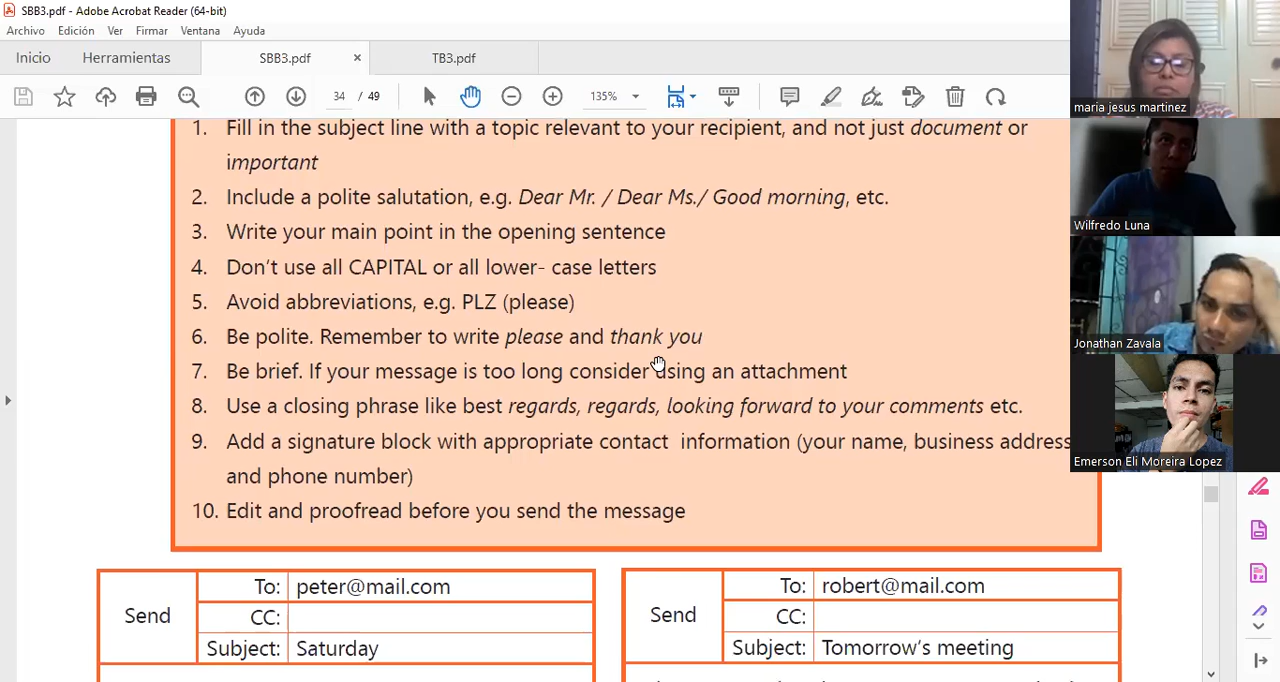 SBB3.pdf - Adobe Acrobat Reader (64-bit)
Archivo Edición Ver Firmar Ventana Ayuda
Inicio Herramientas SBB3.pdf × TB3.pdf
34 / 49 135%
1. Fill in the subject line with a topic relevant to your recipient, and not just document or
important
2. Include a polite salutation, e.g. Dear Mr. / Dear Ms./ Good morning, etc.
3. Write your main point in the opening sentence
4. Don't use all CAPITAL or all lower- case letters
5. Avoid abbreviations, e.g. PLZ (please)
6. Be polite. Remember to write please and thank you
7. Be brief. If your message is too long consider using an attachment
8. Use a closing phrase like best regards, regards, looking forward to your comments etc.
9. Add a signature block with appropriate contact information (your name, business address
and phone number)
10. Edit and proofread before you send the message
Send
To: peter@mail.com
CC:
Subject: Saturday
Send
To: robert@mail.com
CC:
Subject: Tomorrow's meeting
maria jesus martinez
Wilfredo Luna
Jonathan Zavala
Emerson Eli Moreira Lopez